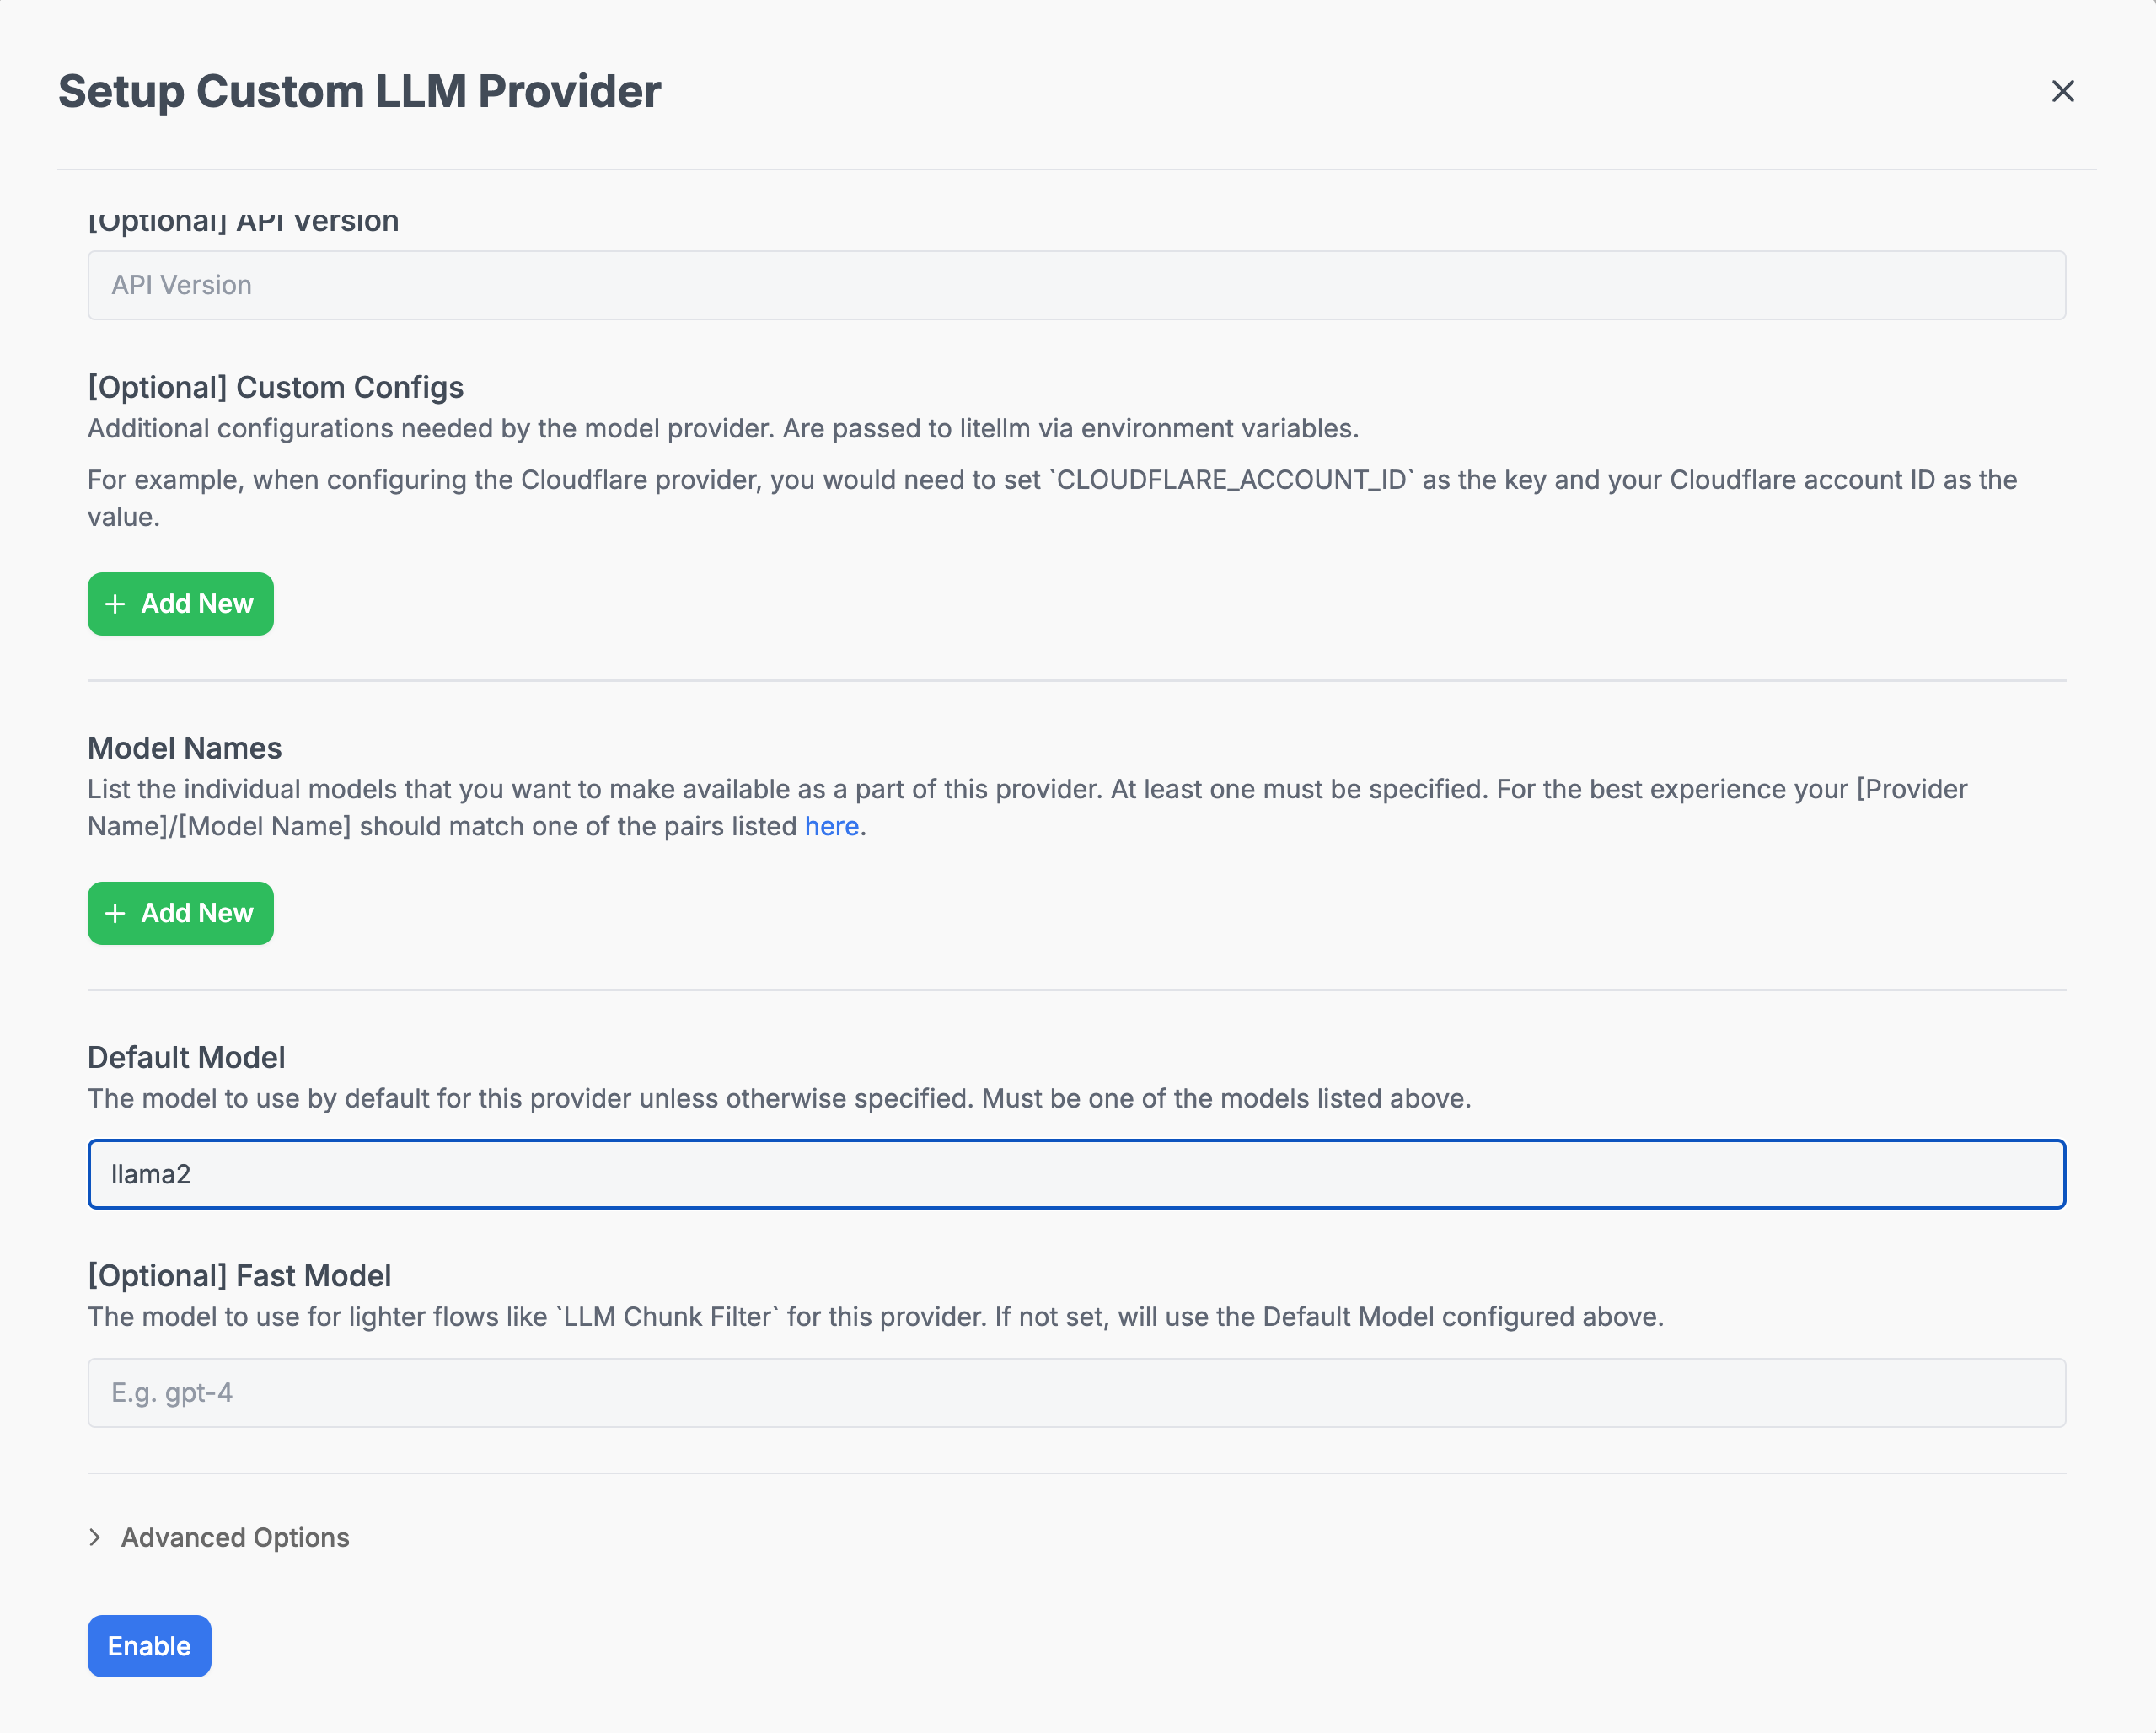 Setup Custom LLM Provider
[Optional] API Version
API Version
[Optional] Custom Configs
Additional configurations needed by the model provider. Are passed to litellm via environment variables.
For example, when configuring the Cloudflare provider, you would need to set `CLOUDFLARE_ACCOUNT_ID` as the key and your Cloudflare account ID as the
value.
+ Add New
Model Names
List the individual models that you want to make available as a part of this provider. At least one must be specified. For the best experience your [Provider
Name]/[Model Name] should match one of the pairs listed here.
+ Add New
Default Model
The model to use by default for this provider unless otherwise specified. Must be one of the models listed above.
llama2
[Optional] Fast Model
The model to use for lighter flows like `LLM Chunk Filter` for this provider. If not set, will use the Default Model configured above.
E.g. gpt-4
Advanced Options
Enable